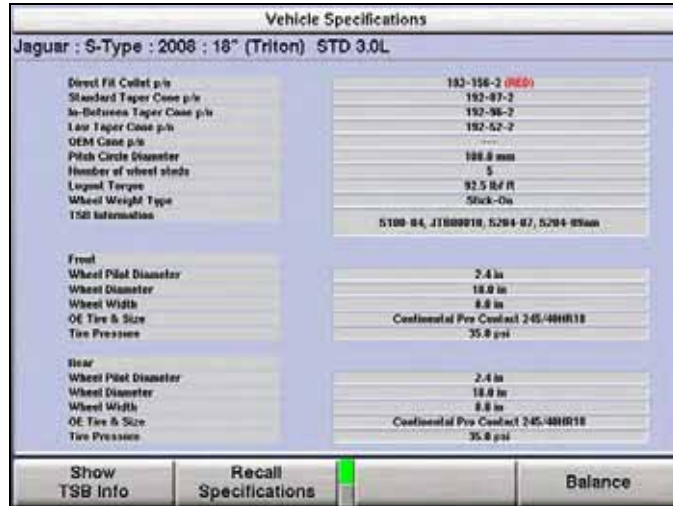 Vehicle Specifications
Jaguar : S-Type : 2008 : 18" (Triton) STD 3.0L
Direct Fit Collet p/n 192-156-2 (RED)
Standard Taper Cone p/n 192-87-2
In-Between Taper Cone p/n 192-96-2
Low Taper Cone p/n 192-52-2
OEM Cone p/n ----
Pitch Circle Diameter 108.0 mm
Number of wheel studs 5
Lugnut Torque 92.5 lbf ft
Wheel Weight Type Stick-On
TSB Information S204-07,
Front
Wheel Pilot Diameter 2.4 in
Wheel Diameter 18.0 in
Wheel Width 8.0 in
OE Tire & Size Continental Pro Contact 245/40HR18
Tire Pressure 35.0 psi
Rear
Wheel Pilot Diameter 2.4 in
Wheel Diameter 18.0 in
Wheel Width 8.0 in
OE Tire & Size Continental Pro Contact 245/40HR18
Tire Pressure 35.0 psi
Show TSB Info
Recall Specifications
Balance